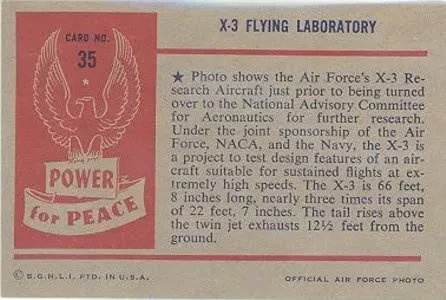 CARD NO.
35
POWER
for PEACE
X-3 FLYING LABORATORY
★ Photo shows the Air Force's X-3 Re-
search Aircraft just prior to being turned
over to the National Advisory Committee
for Aeronautics for further research.
Under the joint sponsorship of the Air
Force, NACA, and the Navy, the X-3 is
a project to test design features of an air-
craft suitable for sustained flights at ex-
tremely high speeds. The X-3 is 66 feet,
8 inches long, nearly three times its span
of 22 feet, 7 inches. The tail rises above
the twin jet exhausts 12½ feet from the
ground.
© B.G.H.L.I. PTD. IN U.S.A.
OFFICIAL AIR FORCE PHOTO